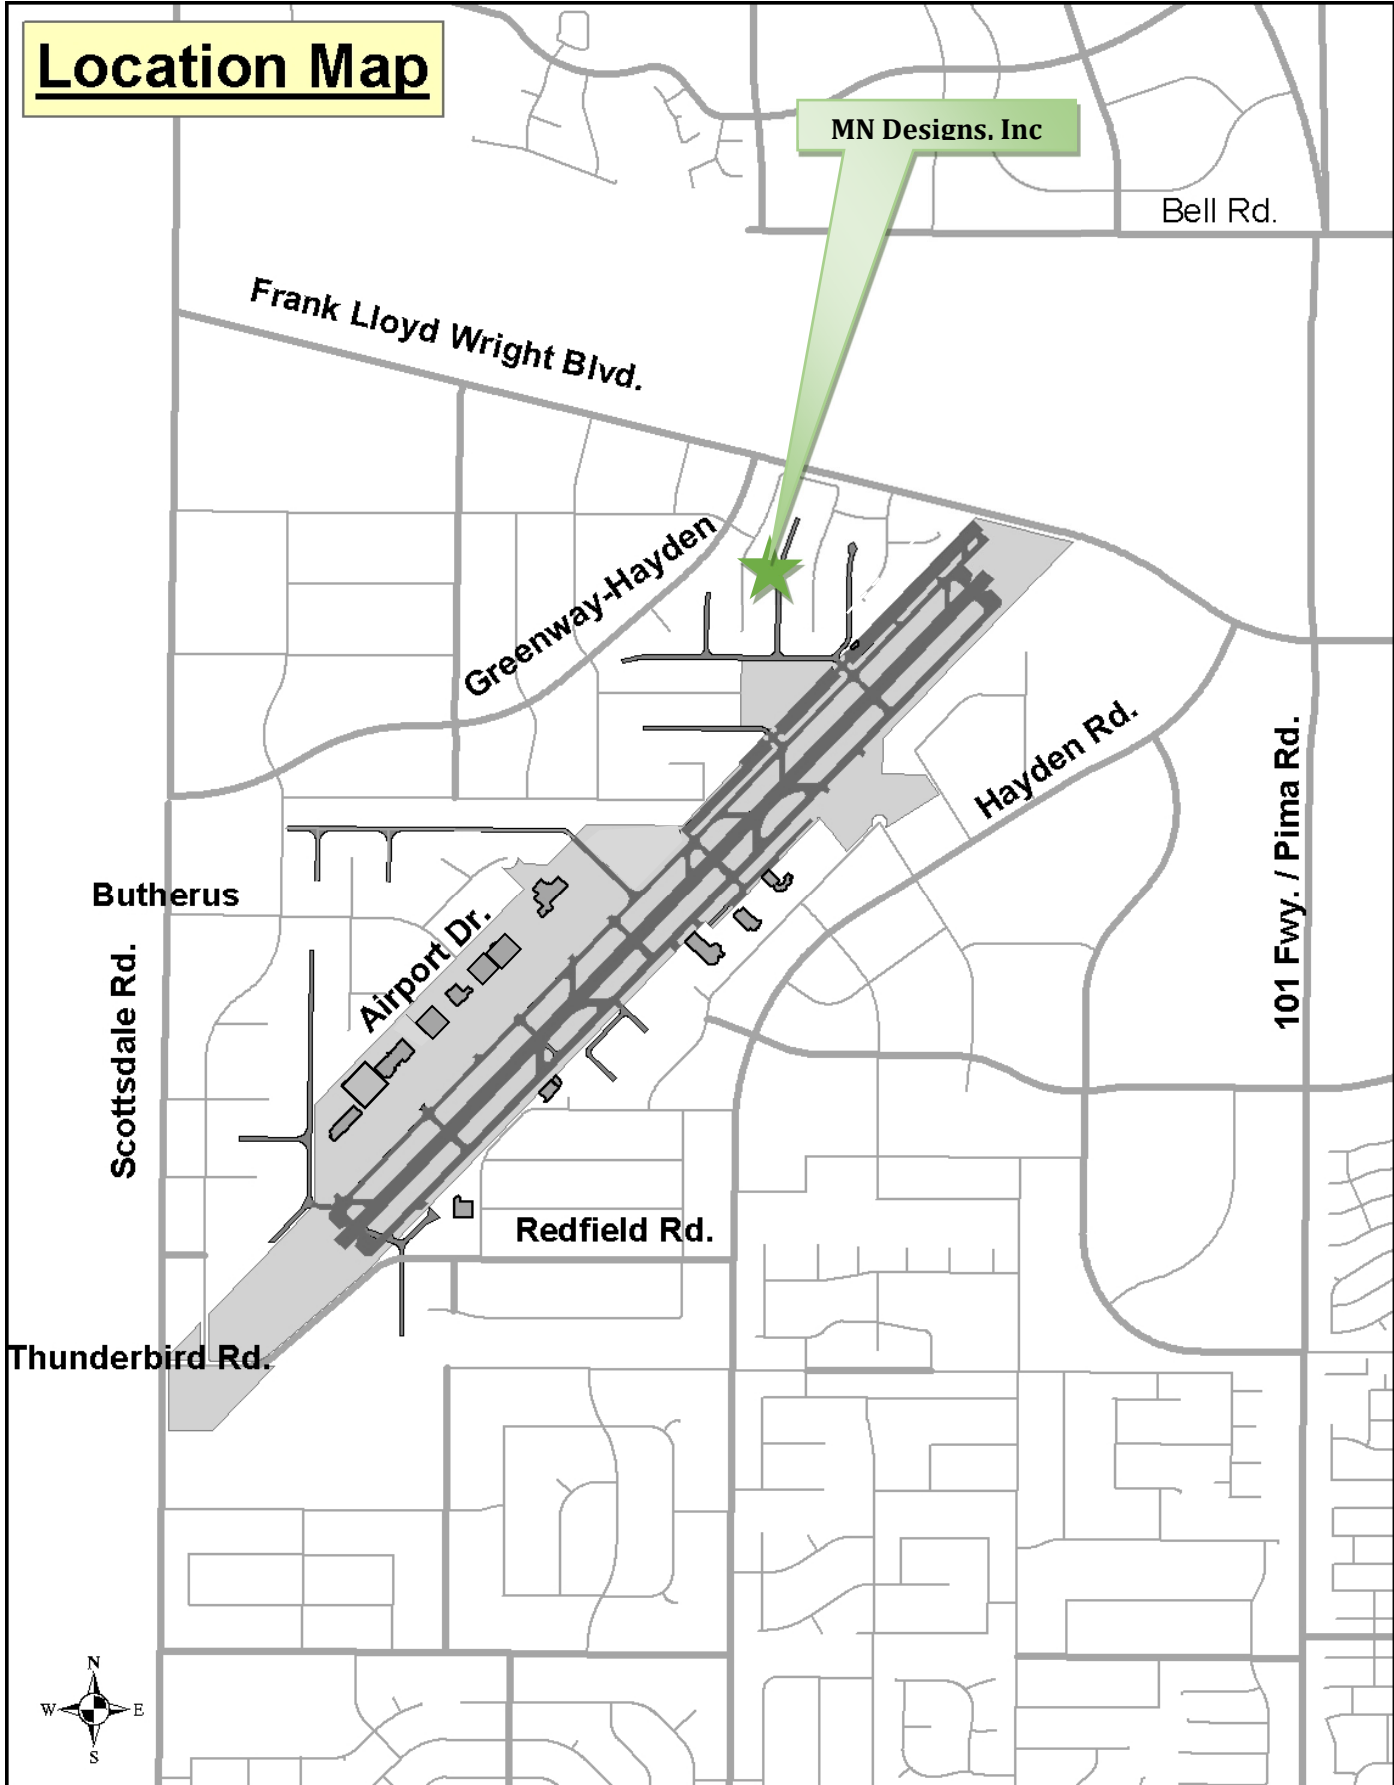 Location Map
MN Designs, Inc
Bell Rd.
Frank Lloyd Wright Blvd.
Greenway-Hayden
Hayden Rd.
101 Fwy. / Pima Rd.
Butherus
Airport Dr.
Scottsdale Rd.
Redfield Rd.
Thunderbird Rd.
N
W E
S